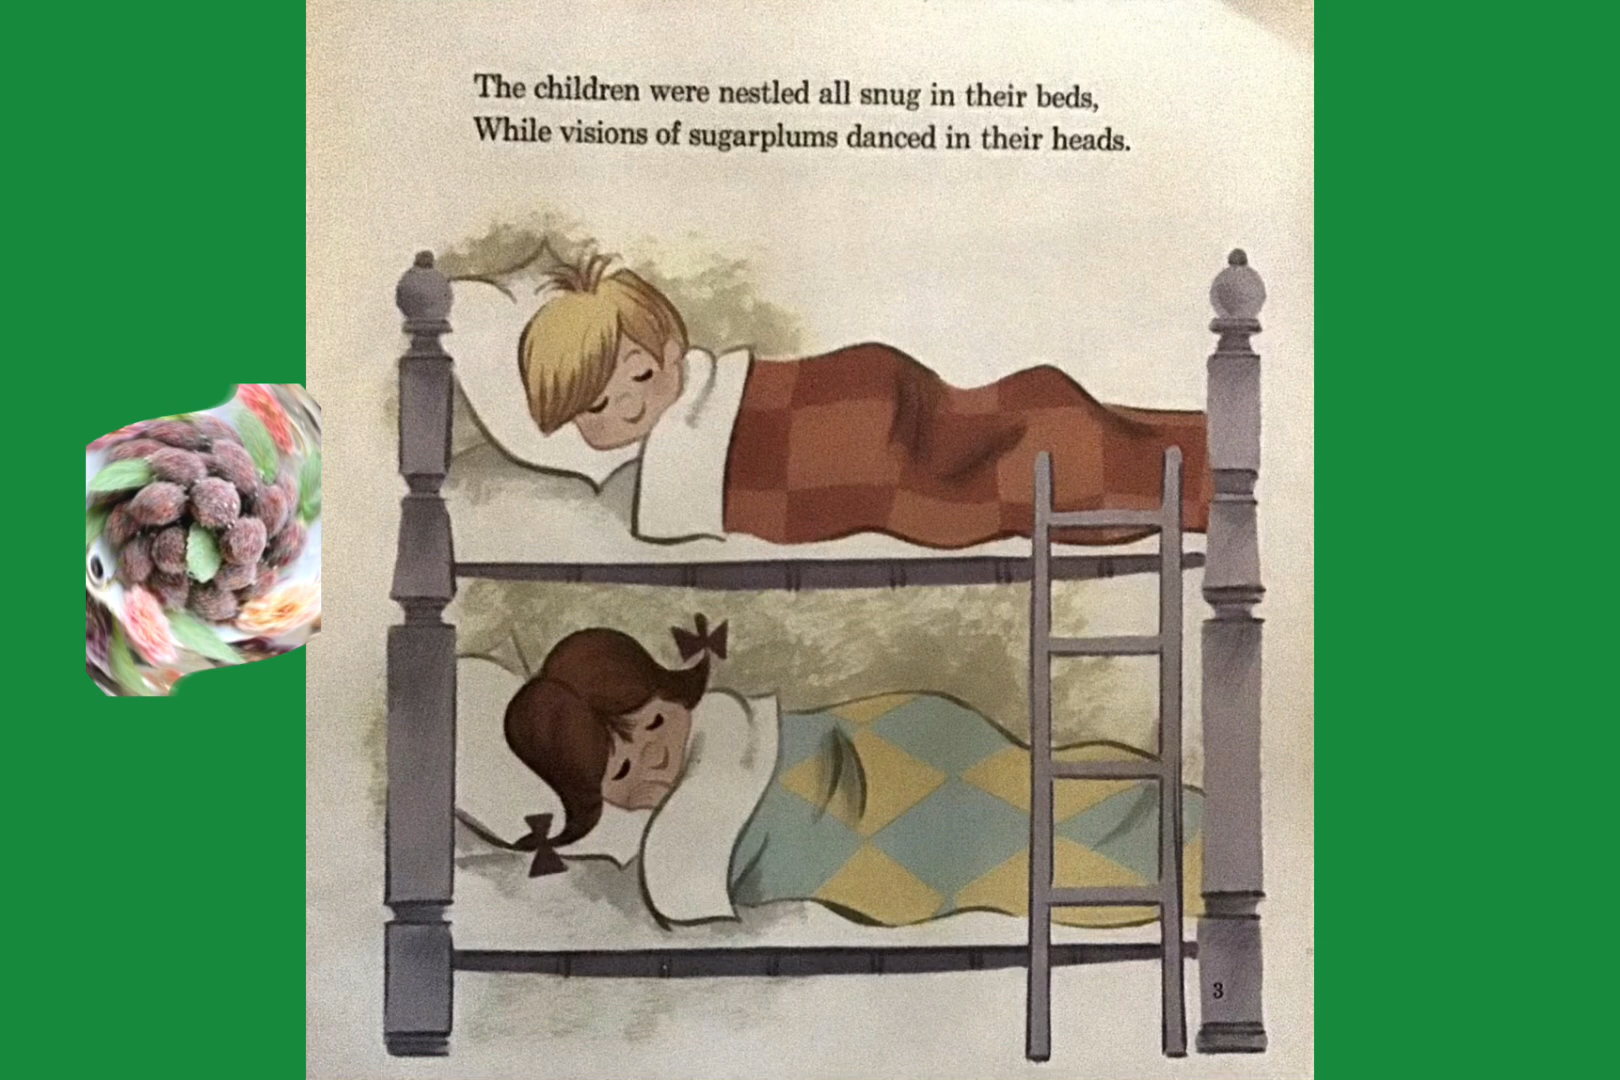 The children were nestled all snug in their beds,
While visions of sugarplums danced in their heads.
3